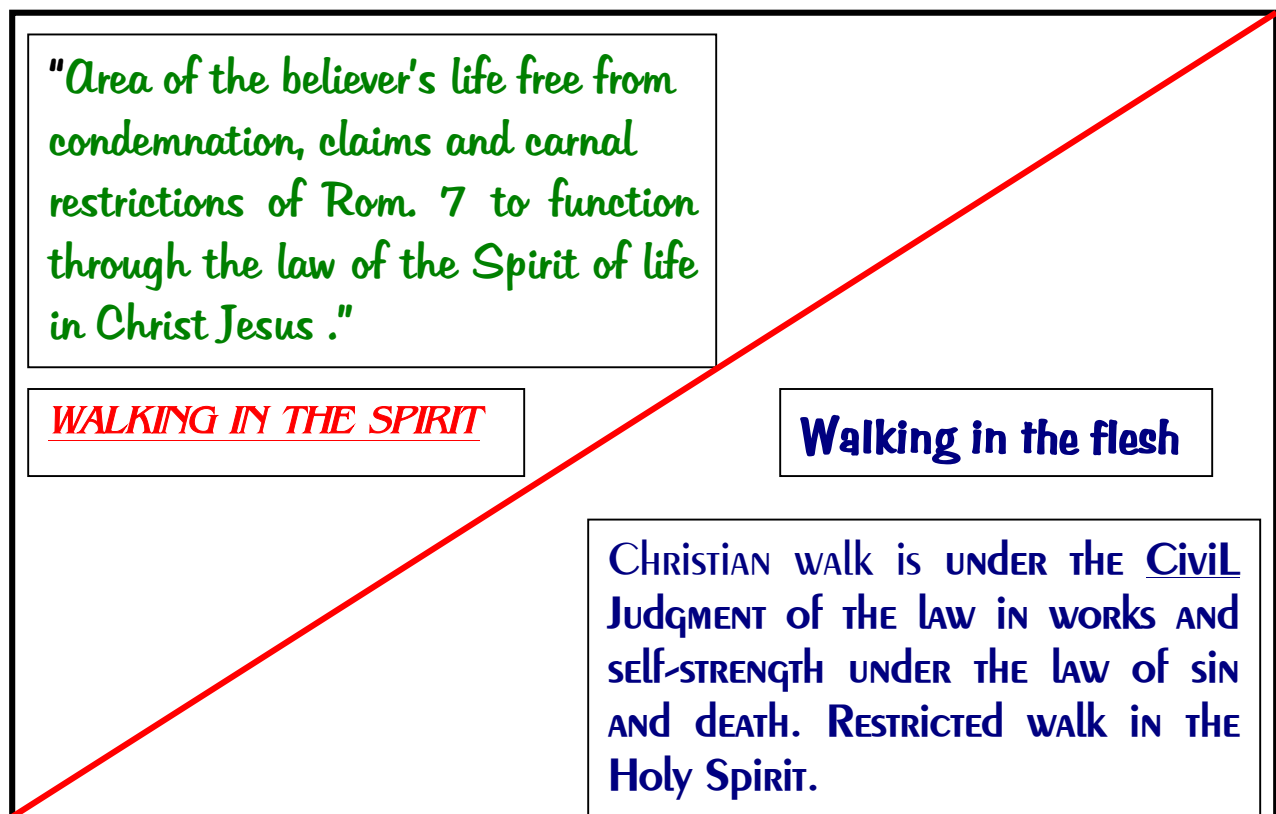 "Area of the believer's life free from
condemnation, claims and carnal
restrictions of Rom. 7 to function
through the law of the Spirit of life
in Christ Jesus ."
WALKING IN THE SPIRIT
Walking in the flesh
Christian walk is under the Civil
Judgment of the law in works and
self-strength under the law of sin
and death. Restricted walk in the
Holy Spirit.